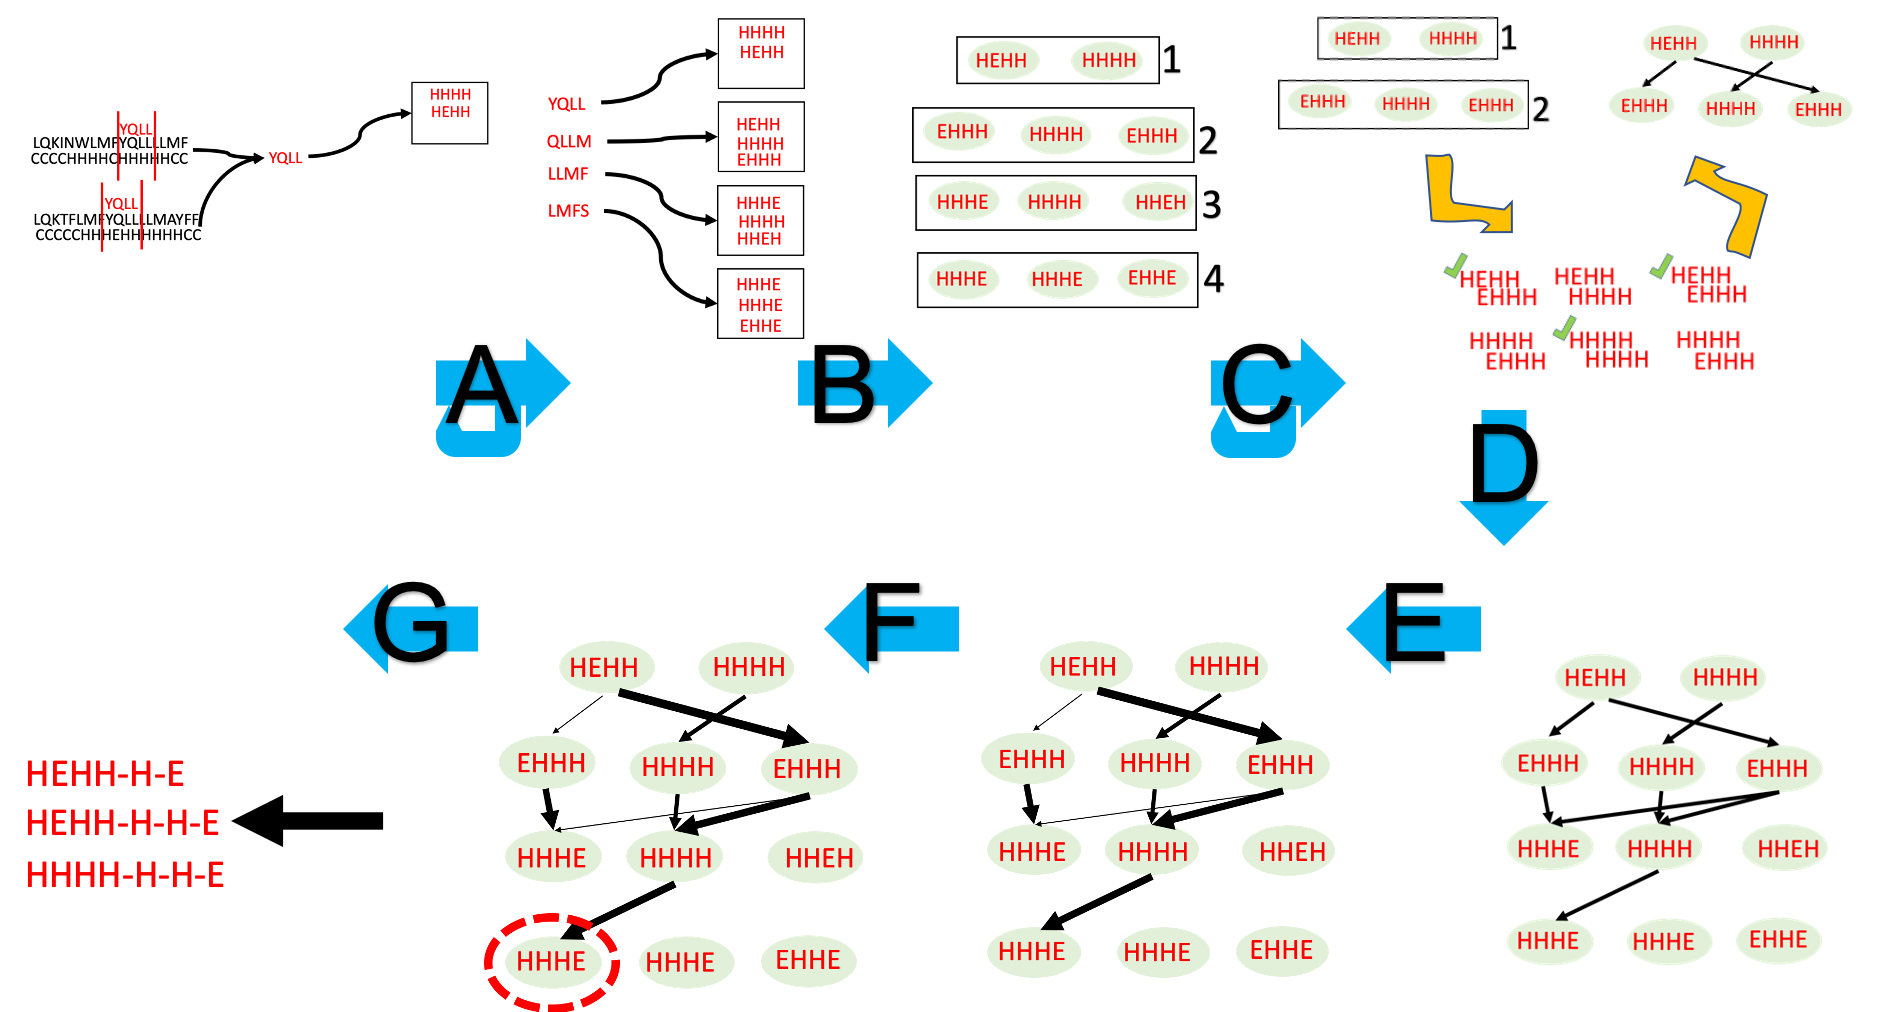 YQLL
LQKINWLMFYQLLLLMF
CCCCHHHHCHHHHHCC
YQLL
LQKTFLMFYQLLLLMAYFF
CCCCCHHHEHHHHHHCC
YQLL
HHHH
HEHH
YQLL
QLLM
LLMF
LMFS
HHHH
HEHH
HEHH
HHHH
EHHH
HHHE
HHHH
HHEH
HHHE
HHHE
EHHE
HEHH HHHH 1
EHHH HHHH EHHH 2
HHHE HHHH HHEH 3
HHHE HHHE EHHE 4
HEHH HHHH 1
EHHH HHHH EHHH 2
HEHH HHHH
EHHH HHHH EHHH
HEHH
EHHH
HEHH
HHHH
HEHH
EHHH
HHHH
EHHH
HHHH
HHHH
HHHH
EHHH
A
B
C
D
E
F
G
HEHH HHHH
EHHH HHHH EHHH
HHHE HHHH HHEH
HHHE HHHE EHHE
HEHH HHHH
EHHH HHHH EHHH
HHHE HHHH HHEH
HHHE HHHE EHHE
HEHH HHHH
EHHH HHHH EHHH
HHHE HHHH HHEH
HHHE HHHE EHHE
HEHH-H-E
HEHH-H-H-E
HHHH-H-H-E